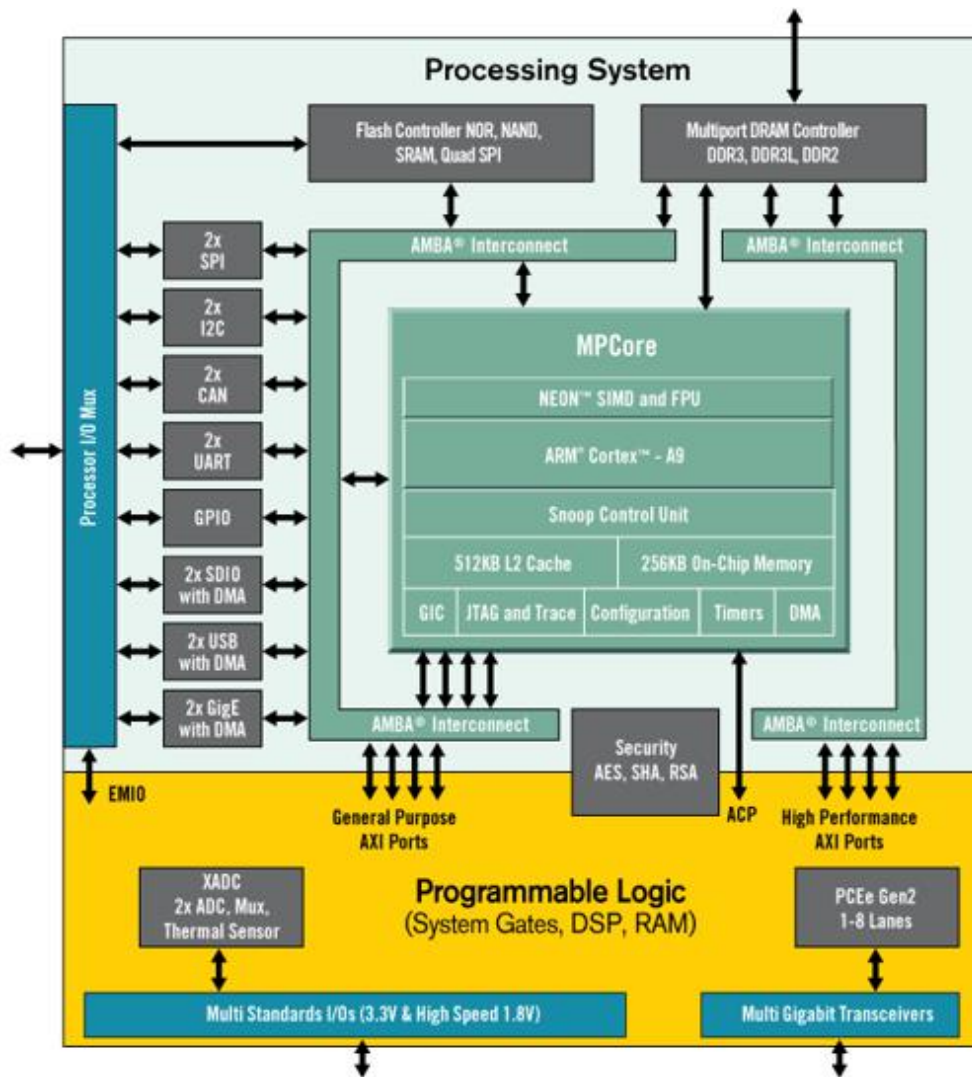 Processing System
Flash Controller NOR, NAND,
SRAM, Quad SPI
Multiport DRAM Controller
DDR3, DDR3L, DDR2
AMBA® Interconnect
AMBA® Interconnect
Processor I/O Mux
2x
SPI
2x
I2C
2x
CAN
2x
UART
GPIO
2x SDIO
with DMA
2x USB
with DMA
2x GigE
with DMA
MPCore
NEON™ SIMD and FPU
ARM® Cortex™ - A9
Snoop Control Unit
512KB L2 Cache
256KB On-Chip Memory
GIC
JTAG and Trace
Configuration
Timers
DMA
AMBA® Interconnect
AMBA® Interconnect
Security
AES, SHA, RSA
EMIO
General Purpose
AXI Ports
ACP
High Performance
AXI Ports
XADC
2x ADC, Mux,
Thermal Sensor
Programmable Logic
(System Gates, DSP, RAM)
PCEe Gen2
1-8 Lanes
Multi Standards I/Os (3.3V & High Speed 1.8V)
Multi Gigabit Transceivers